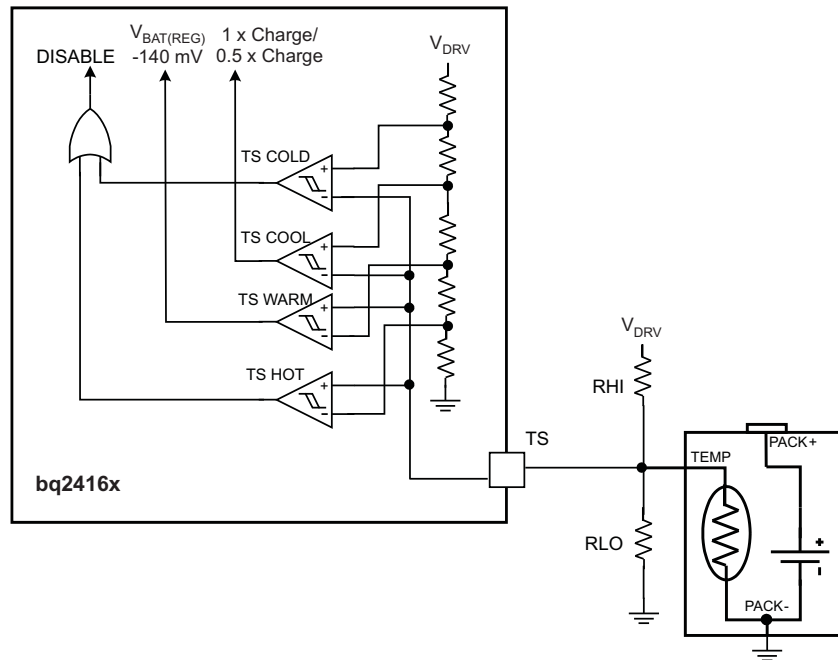 V_BAT(REG)
-140 mV
1 x Charge/
0.5 x Charge
DISABLE
V_DRV
TS COLD
+
-
TS COOL
+
-
TS WARM
+
-
TS HOT
+
-
bq2416x
TS
V_DRV
RHI
RLO
PACK+
TEMP
+
-
PACK-